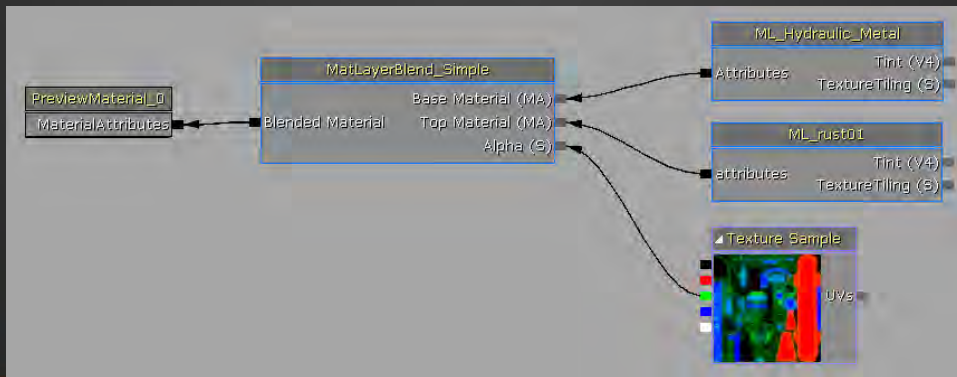 PreViewMaterial_0
MaterialAttributes
MatLayerBlend_Simple
Base Material (MA)
Blended Material
Top Material (MA)
Alpha (S)
ML_Hydraulic_Metal
Tint (V4)
Attributes
TextureTiling (S)
ML_rust01
Tint (V4)
attributes
TextureTiling (S)
Texture Sample
UVs